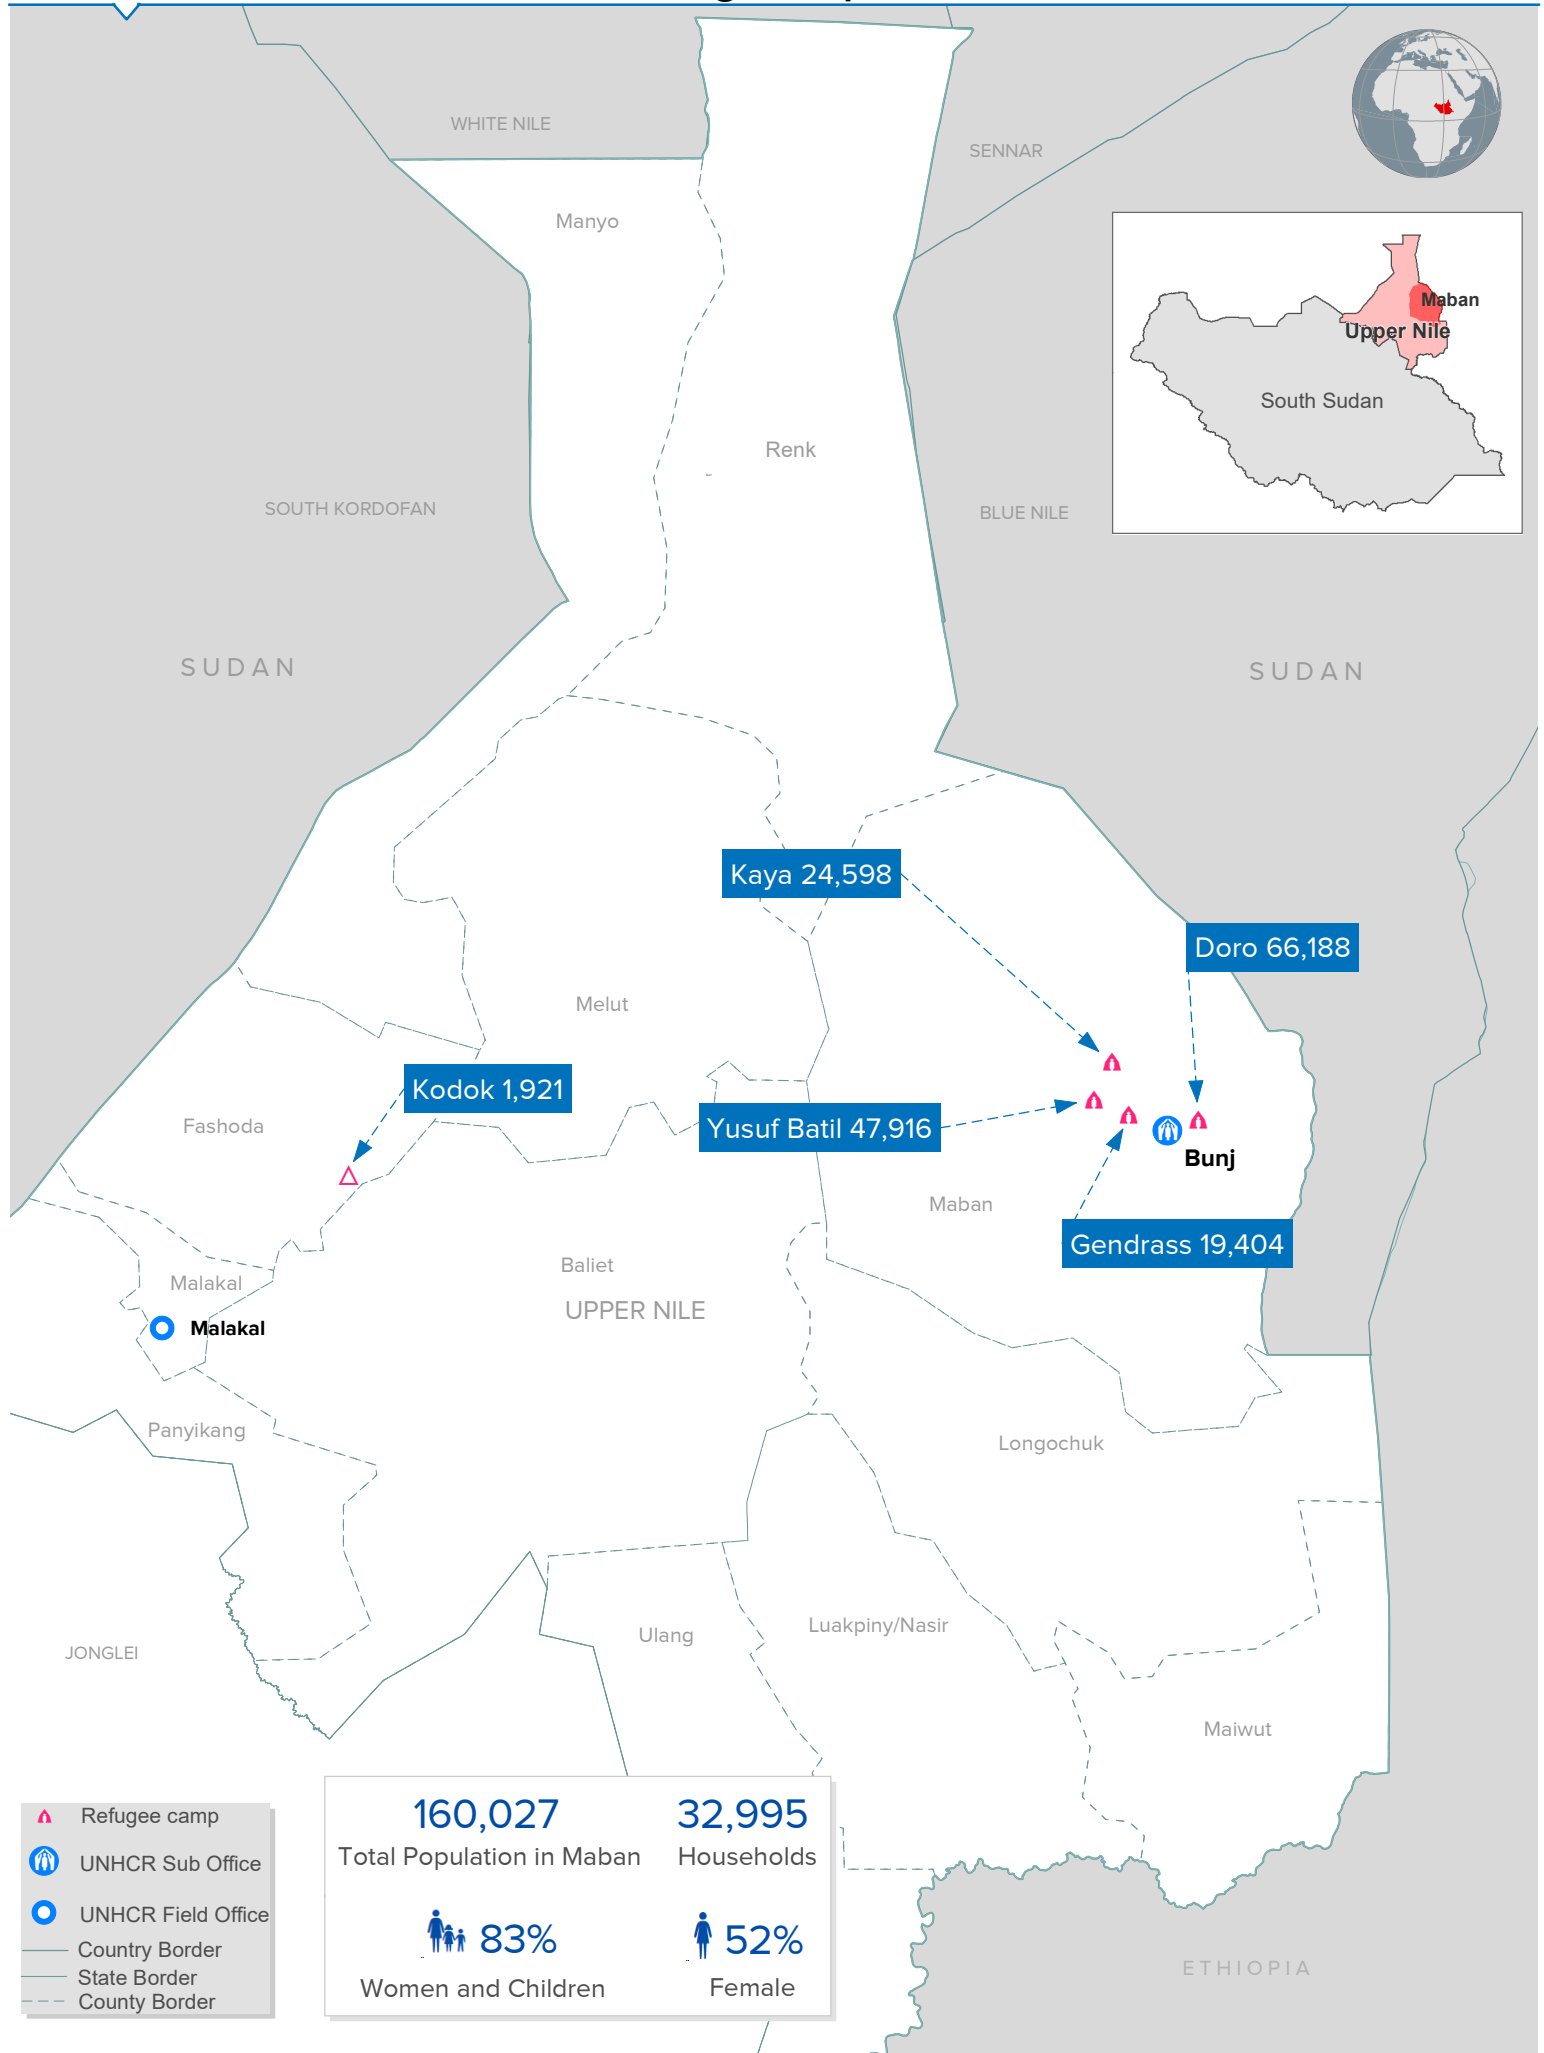 WHITE NILE
SENNAR
Manyo
Maban
Upper Nile
South Sudan
Renk
SOUTH KORDOFAN
BLUE NILE
SUDAN
SUDAN
Kaya 24,598
Doro 66,188
Melut
Kodok 1,921
Fashoda
Yusuf Batil 47,916
Bunj
Maban
Gendrass 19,404
Baliet
Malakal
UPPER NILE
Malakal
Panyikang
Longochuk
Ulang
Luakpiny/Nasir
JONGLEI
Maiwut
Refugee camp
UNHCR Sub Office
UNHCR Field Office
Country Border
State Border
County Border
160,027
Total Population in Maban
32,995
Households
83%
Women and Children
52%
Female
ETHIOPIA